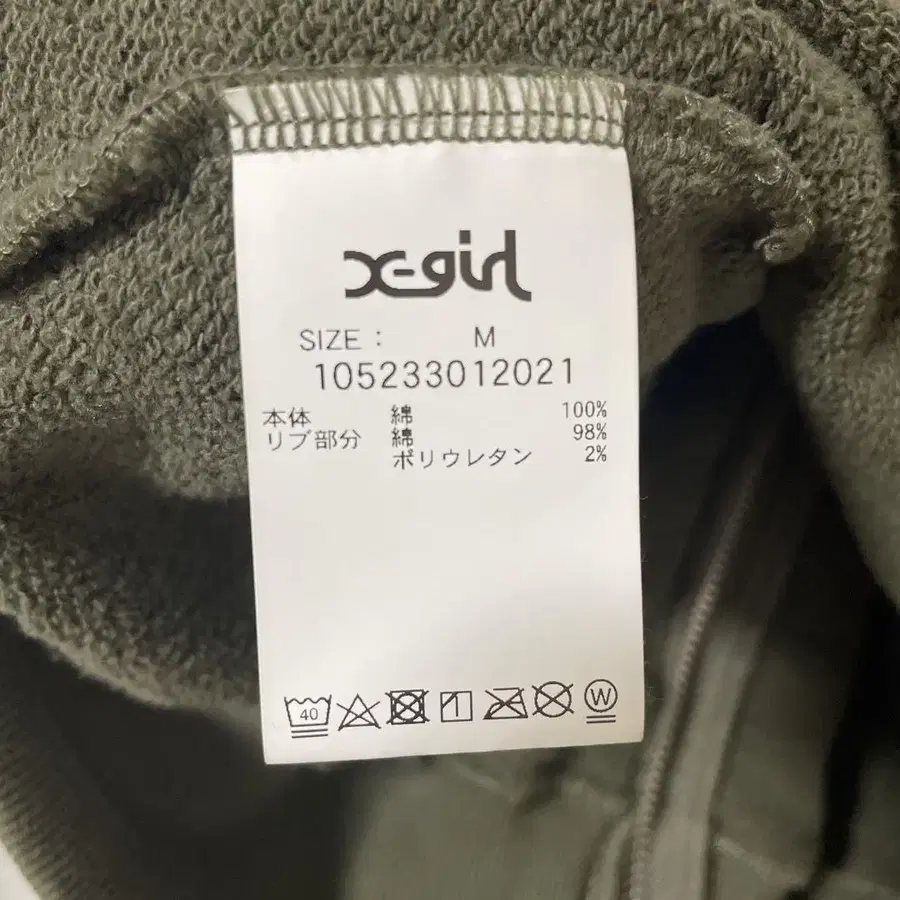 X-girl
SIZE : M
105233012021
本体 綿 100%
リブ部分 綿 98%
ポリウレタン 2%
40
W